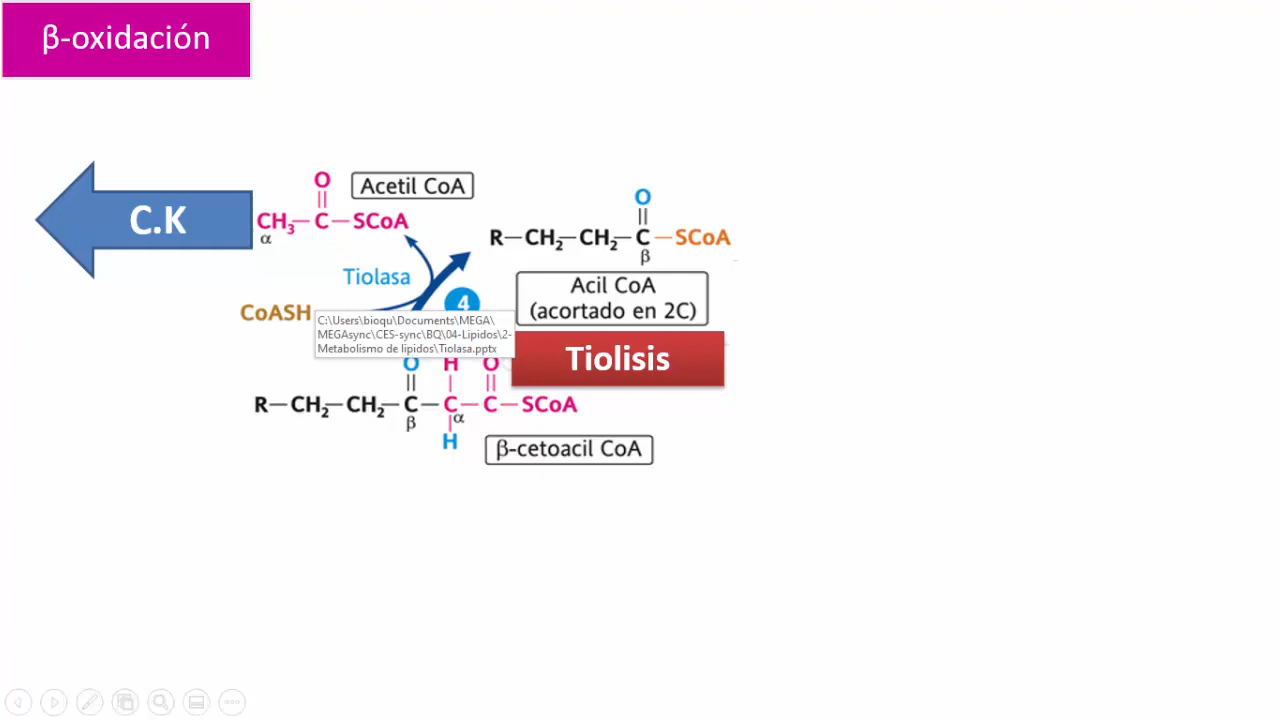 β-oxidación
O
Acetil CoA
C.K
CH₃—C—SCoA
α
O
R—CH₂—CH₂—C—SCoA
β
Tiolasa
Acil CoA
(acortado en 2C)
4
CoASH
C:\Users\bioqu\Documents\MEGA\
MEGAsync\CES-sync\BQ\04-Lipidos\2-
Metabolismo de lipidos\Tiolasa.pptx
Tiolisis
O H O
R—CH₂—CH₂—C—C—C—SCoA
β α
H
β-cetoacil CoA